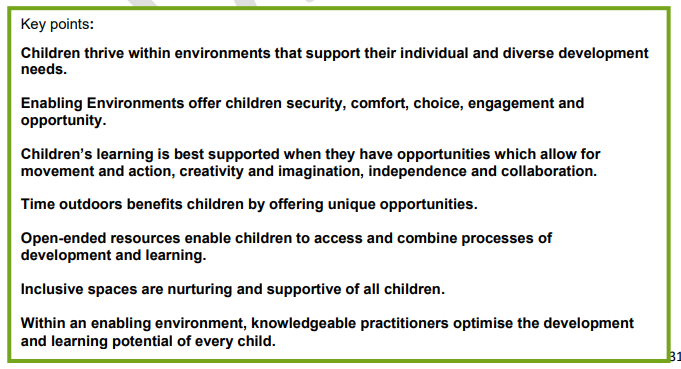 Key points:
Children thrive within environments that support their individual and diverse development
needs.
Enabling Environments offer children security, comfort, choice, engagement and
opportunity.
Children's learning is best supported when they have opportunities which allow for
movement and action, creativity and imagination, independence and collaboration.
Time outdoors benefits children by offering unique opportunities.
Open-ended resources enable children to access and combine processes of
development and learning.
Inclusive spaces are nurturing and supportive of all children.
Within an enabling environment, knowledgeable practitioners optimise the development
and learning potential of every child.
31